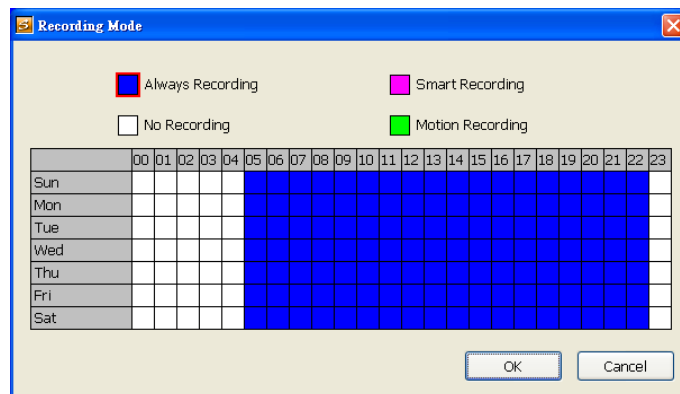 Recording Mode
Always Recording
Smart Recording
No Recording
Motion Recording
00 01 02 03 04 05 06 07 08 09 10 11 12 13 14 15 16 17 18 19 20 21 22 23
Sun
Mon
Tue
Wed
Thu
Fri
Sat
OK
Cancel